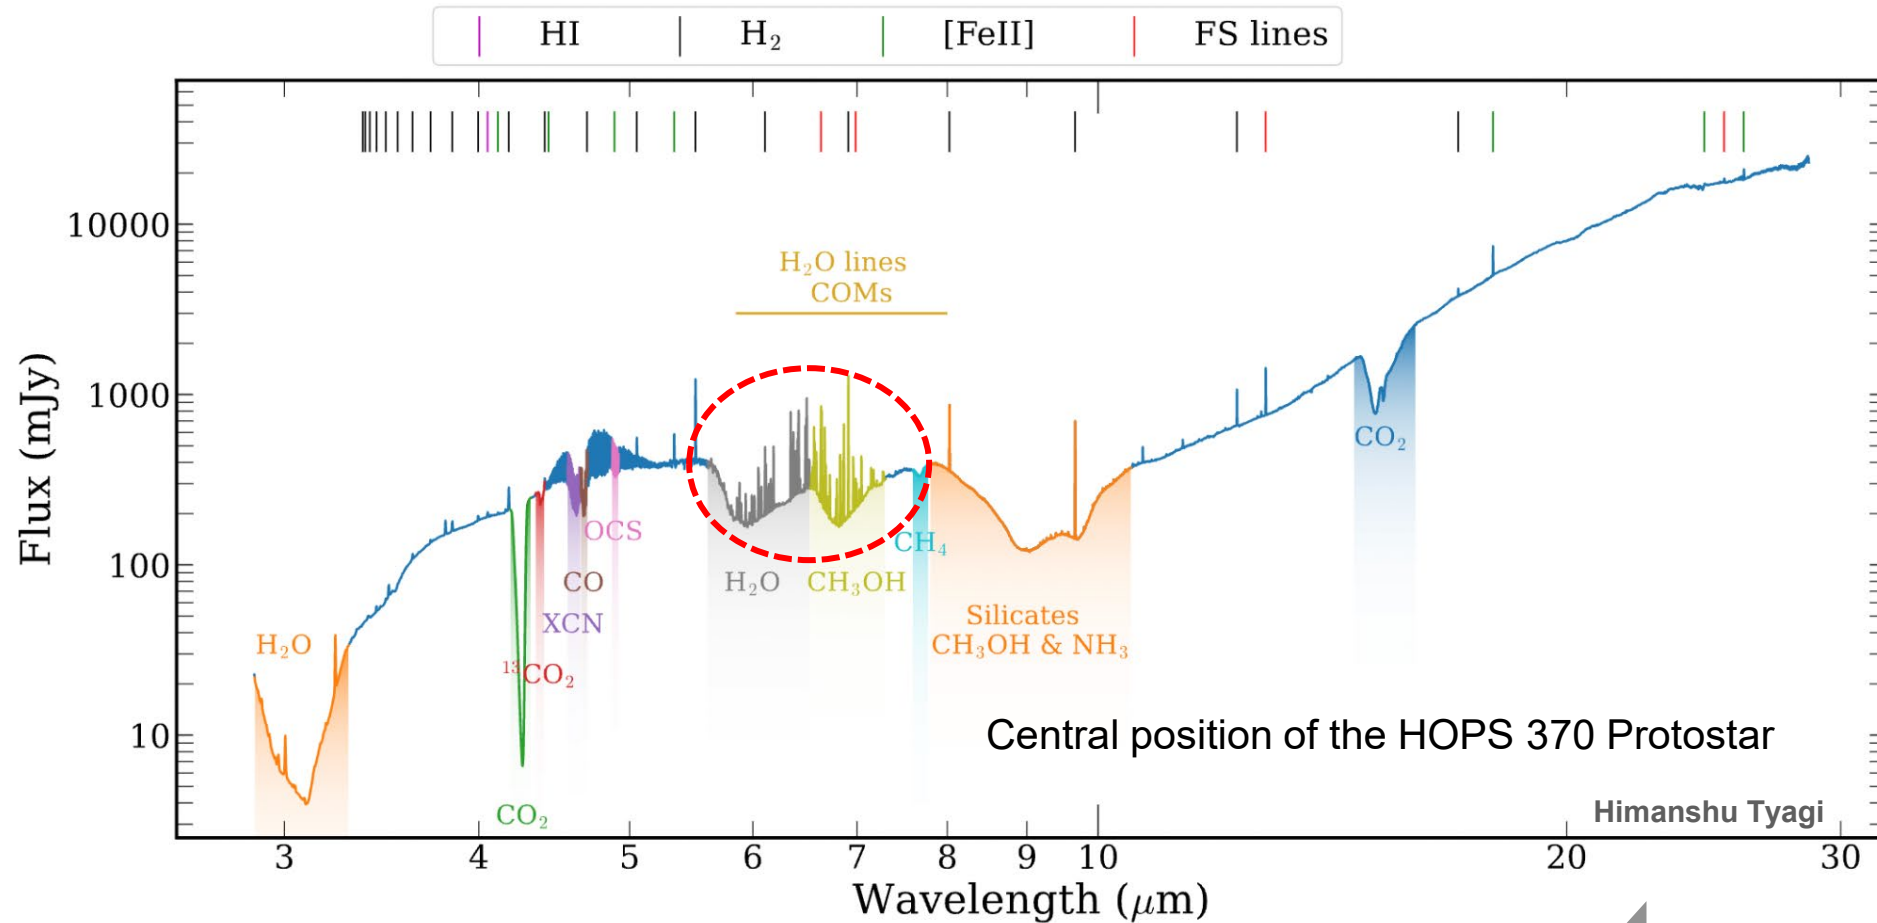 HI H₂ [FeII] FS lines
10000
1000
100
10
Flux (mJy)
H₂O lines
COMs
H₂O
CO₂
¹³CO₂
XCN
CO
OCS
H₂O
CH₃OH
CH₄
Silicates
CH₃OH & NH₃
CO₂
Central position of the HOPS 370 Protostar
Himanshu Tyagi
3 4 5 6 7 8 9 10 20 30
Wavelength (μm)